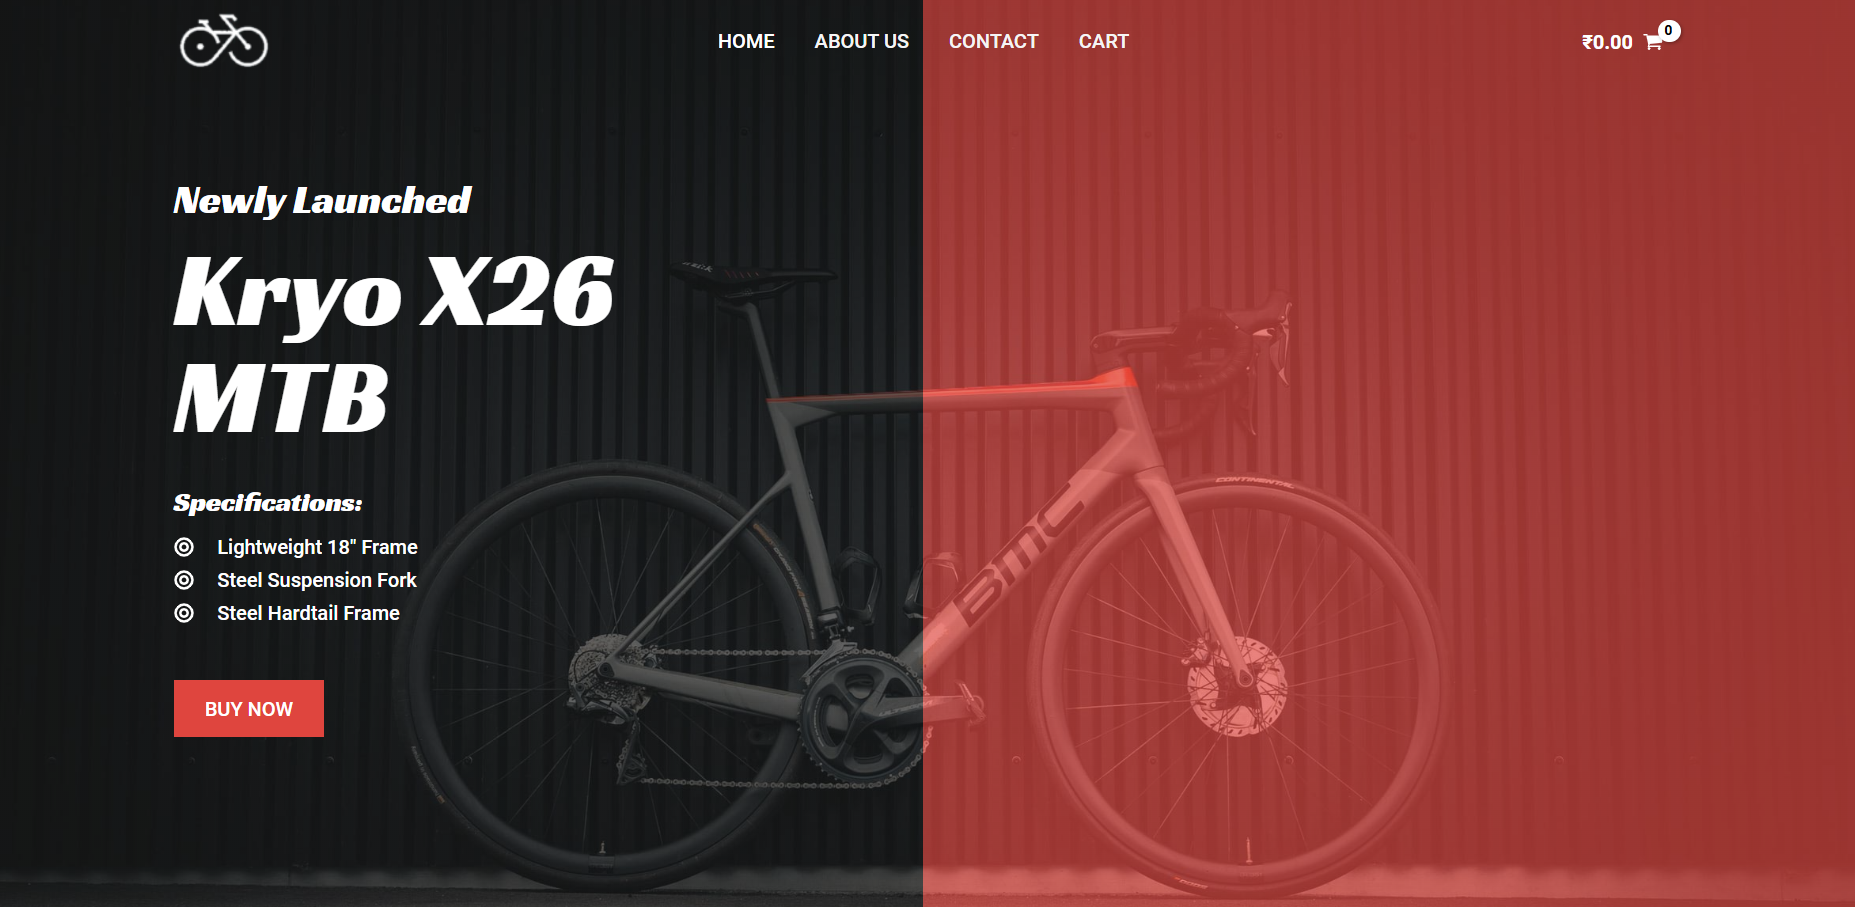 HOME ABOUT US CONTACT CART ₹0.00 0
Newly Launched
Kryo X26
MTB
Specifications:
Lightweight 18" Frame
Steel Suspension Fork
Steel Hardtail Frame
BUY NOW
BMC
CONTINENTAL